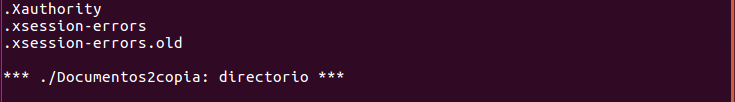 .Xauthority
.xsession-errors
.xsession-errors.old
*** ./Documentos2copia: directorio ***